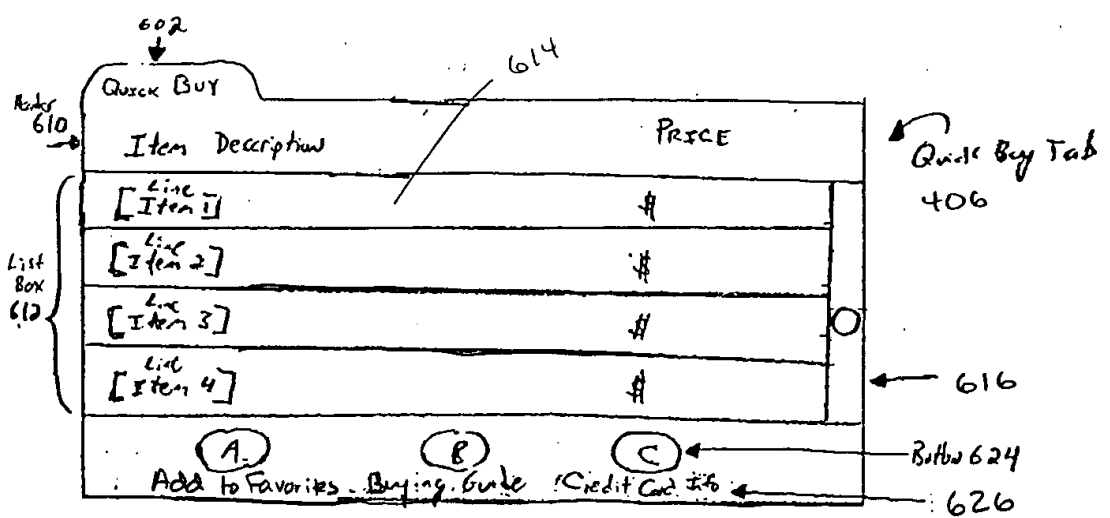 602
614
Quick Buy
Header
610
Item Description
PRICE
Quick Buy Tab
406
[Line Item 1] $
[Line Item 2] $
[Line Item 3] $
[Line Item 4] $
List
Box
612
616
A B C
Button 624
Add to Favorites Buying Guide Credit Card Info
626